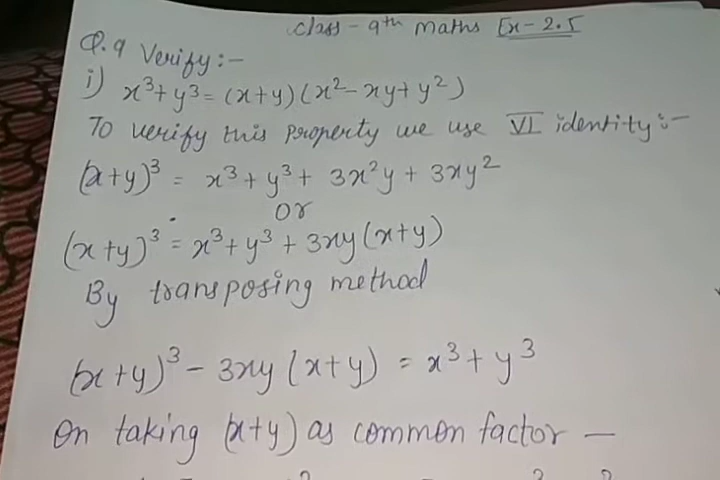 Class - 9th Maths Ex - 2.5
Q.9 Verify:-
i) x³+y³ = (x+y)(x²-xy+y²)
To verify this property we use VI identity:-
(x+y)³ = x³+y³+ 3x²y + 3xy²
or
(x+y)³ = x³+y³+3xy(x+y)
By transposing method
(x+y)³ - 3xy(x+y) = x³+y³
On taking (x+y) as common factor —